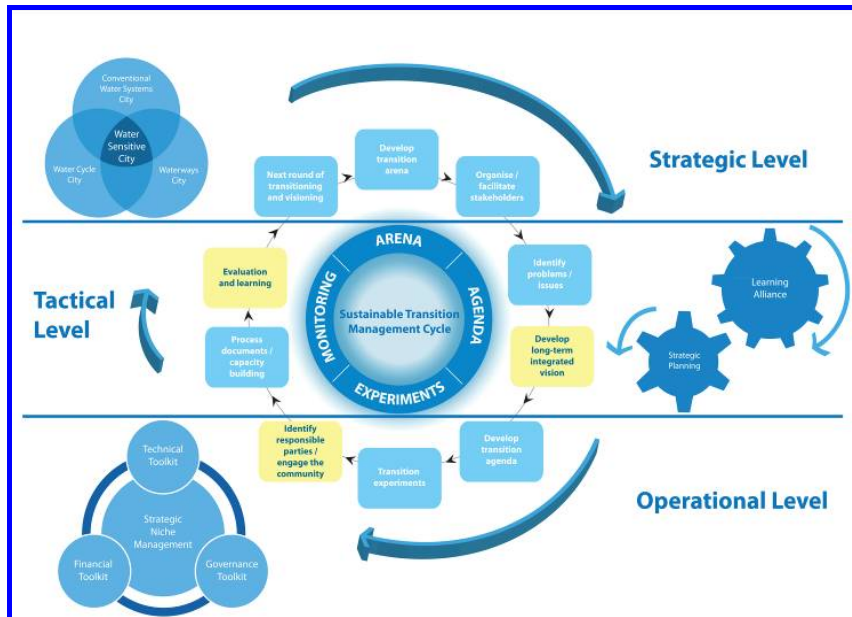 Conventional
Water Systems
City
Water
Sensitive
City
Water Cycle
City
Waterways
City
Develop
transition
arena
Next round of
transitioning
and visioning
Organise /
facilitate
stakeholders
Strategic Level
Tactical
Level
Evaluation
and learning
Process
documents /
capacity
building
ARENA
AGENDA
EXPERIMENTS
MONITORING
Sustainable Transition
Management Cycle
Identify
problems /
issues
Develop
long-term
integrated
vision
Learning
Alliance
Strategic
Planning
Identify
responsible
parties /
engage the
community
Transition
experiments
Develop
transition
agenda
Operational Level
Technical
Toolkit
Strategic
Niche
Management
Financial
Toolkit
Governance
Toolkit